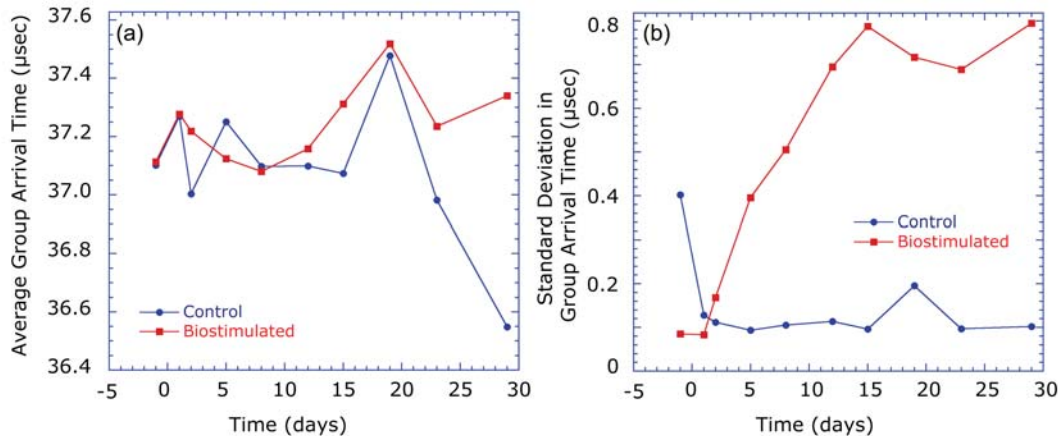 (a)
37.6
37.4
37.2
37.0
36.8
36.6
36.4
Average Group Arrival Time (µsec)
Control
Biostimulated
-5 0 5 10 15 20 25 30
Time (days)
(b)
0.8
0.6
0.4
0.2
0
Standard Deviation in
Group Arrival Time (µsec)
Control
Biostimulated
-5 0 5 10 15 20 25 30
Time (days)